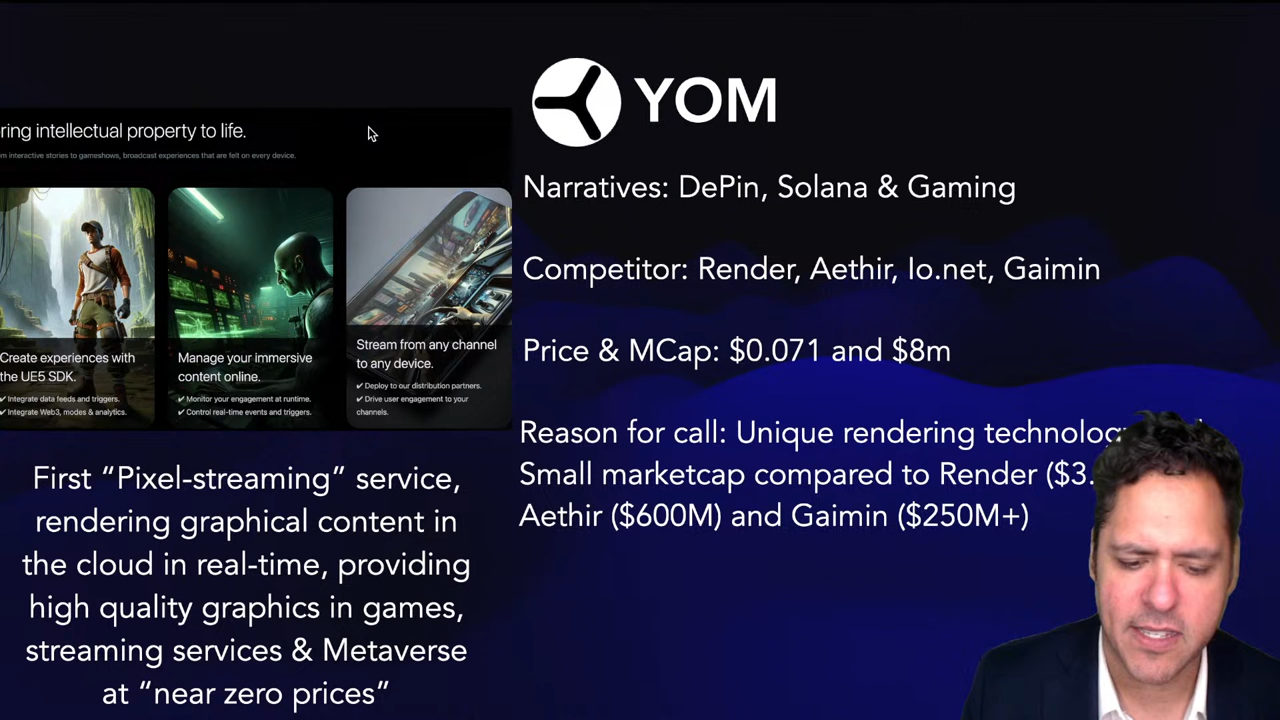 YOM
ring intellectual property to life.
m interactive stories to gameshows, broadcast experiences that are felt on every device.
Create experiences with
the UE5 SDK.
✔ Integrate data feeds and triggers.
✔ Integrate Web3, modes & analytics.
Manage your immersive
content online.
✔ Monitor your engagement at runtime.
✔ Control real-time events and triggers.
Stream from any channel
to any device.
✔ Deploy to our distribution partners.
✔ Drive user engagement to your
channels.
First “Pixel-streaming” service,
rendering graphical content in
the cloud in real-time, providing
high quality graphics in games,
streaming services & Metaverse
at “near zero prices”
Narratives: DePin, Solana & Gaming
Competitor: Render, Aethir, Io.net, Gaimin
Price & MCap: $0.071 and $8m
Reason for call: Unique rendering technolog
Small marketcap compared to Render ($3.
Aethir ($600M) and Gaimin ($250M+)